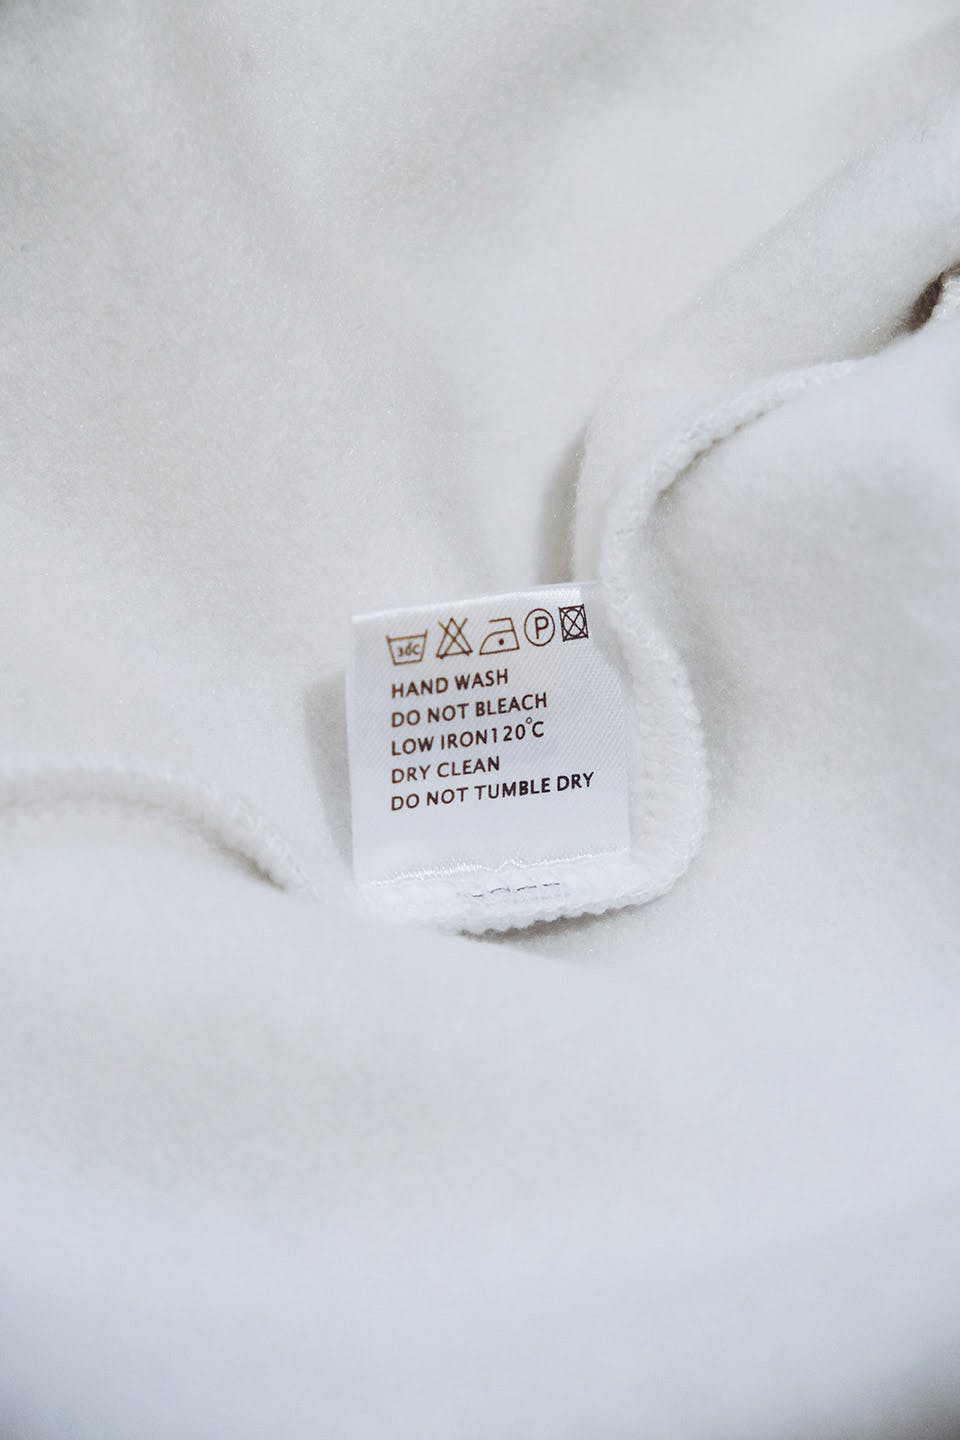 30C P
HAND WASH
DO NOT BLEACH
LOW IRON120°C
DRY CLEAN
DO NOT TUMBLE DRY